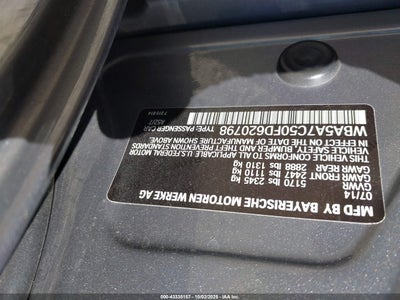 MFD BY BAYERISCHE MOTOREN WERKE AG
07/14
GVWR 5170 lbs 2345 kg
GAWR FRONT 2447 lbs 1110 kg
GAWR REAR 2888 lbs 1310 kg
THIS VEHICLE CONFORMS TO ALL APPLICABLE U.S. FEDERAL MOTOR
VEHICLE SAFETY, BUMPER AND THEFT PREVENTION STANDARDS
IN EFFECT ON THE DATE OF MANUFACTURE SHOWN ABOVE.
WBA5A7C50FD620798 TYPE: PASSENGER CAR
000-43338157 - 10/03/2025 - IAA Inc.